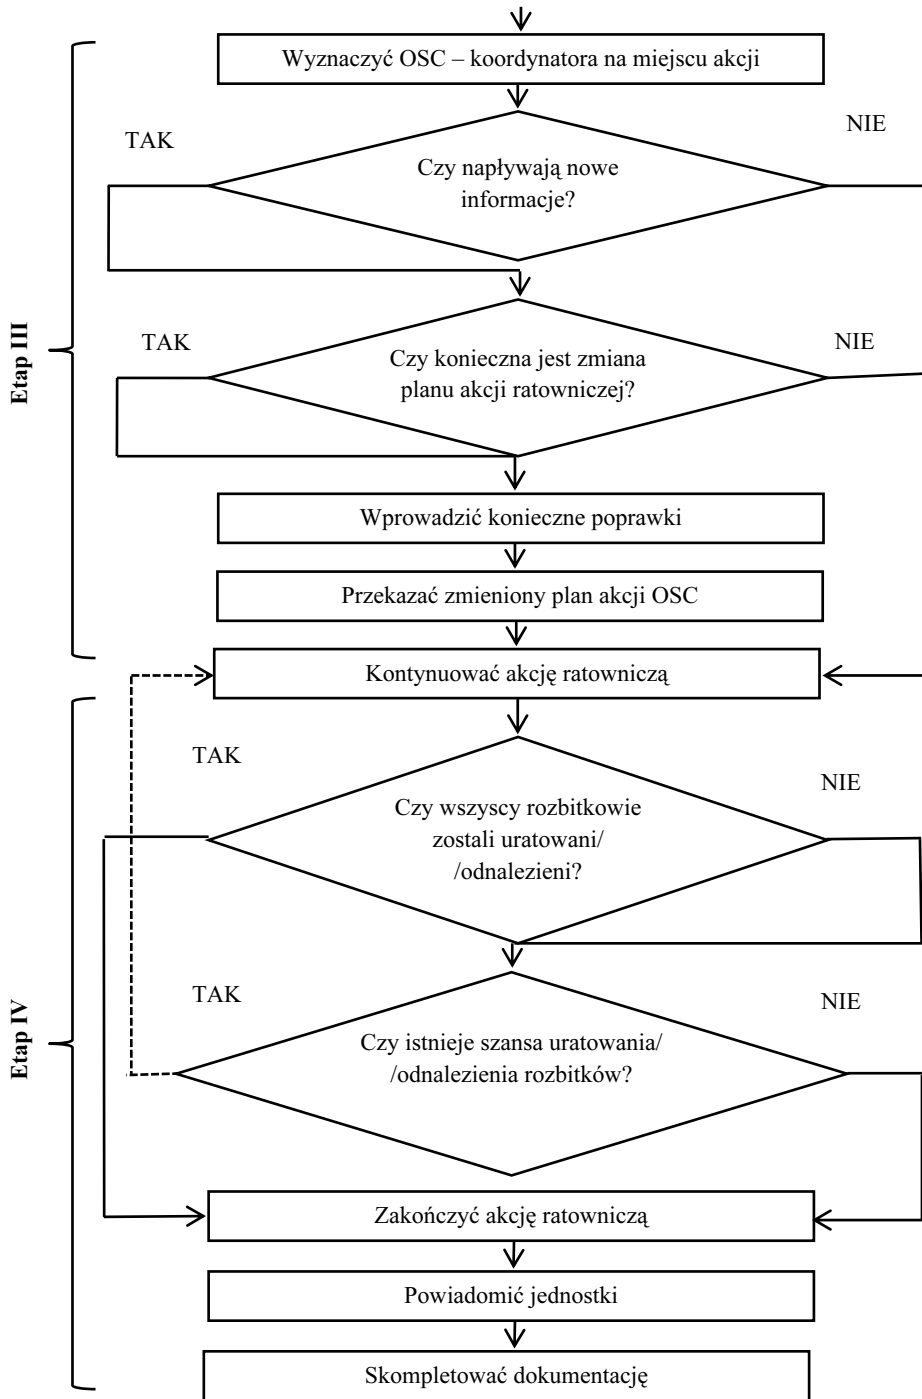 Wyznaczyć OSC – koordynatora na miejscu akcji
TAK
NIE
Czy napływają nowe
informacje?
Etap III
TAK
NIE
Czy konieczna jest zmiana
planu akcji ratowniczej?
Wprowadzić konieczne poprawki
Przekazać zmieniony plan akcji OSC
Kontynuować akcję ratowniczą
TAK
NIE
Czy wszyscy rozbitkowie
zostali uratowani/
/odnalezieni?
Etap IV
TAK
NIE
Czy istnieje szansa uratowania/
/odnalezienia rozbitków?
Zakończyć akcję ratowniczą
Powiadomić jednostki
Skompletować dokumentację